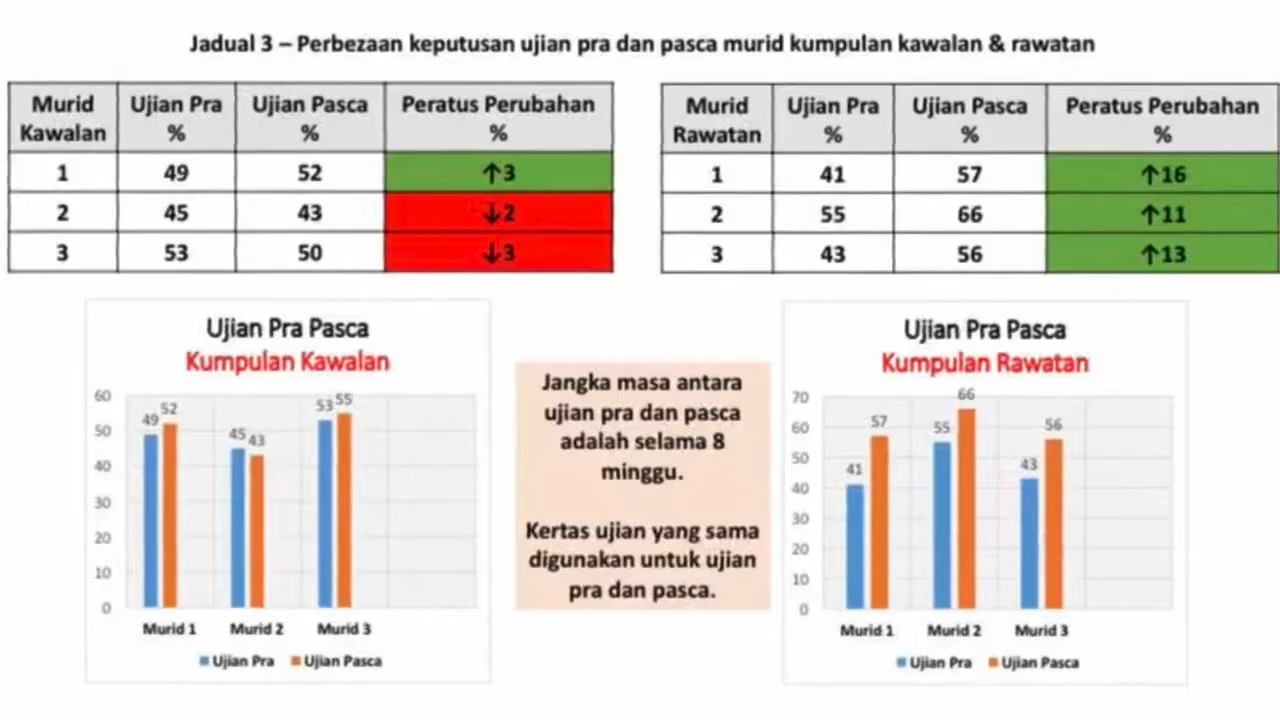 Jadual 3 – Perbezaan keputusan ujian pra dan pasca murid kumpulan kawalan & rawatan
Murid Kawalan Ujian Pra % Ujian Pasca % Peratus Perubahan %
1 49 52 ↑3
2 45 43 ↓2
3 53 50 ↓3
Murid Rawatan Ujian Pra % Ujian Pasca % Peratus Perubahan %
1 41 57 ↑16
2 55 66 ↑11
3 43 56 ↑13
Ujian Pra Pasca
Kumpulan Kawalan
60
50
40
30
20
10
0
49 52
45 43
53 55
Murid 1 Murid 2 Murid 3
Ujian Pra Ujian Pasca
Jangka masa antara
ujian pra dan pasca
adalah selama 8
minggu.
Kertas ujian yang sama
digunakan untuk ujian
pra dan pasca.
Ujian Pra Pasca
Kumpulan Rawatan
70
60
50
40
30
20
10
0
41 57
55 66
43 56
Murid 1 Murid 2 Murid 3
Ujian Pra Ujian Pasca